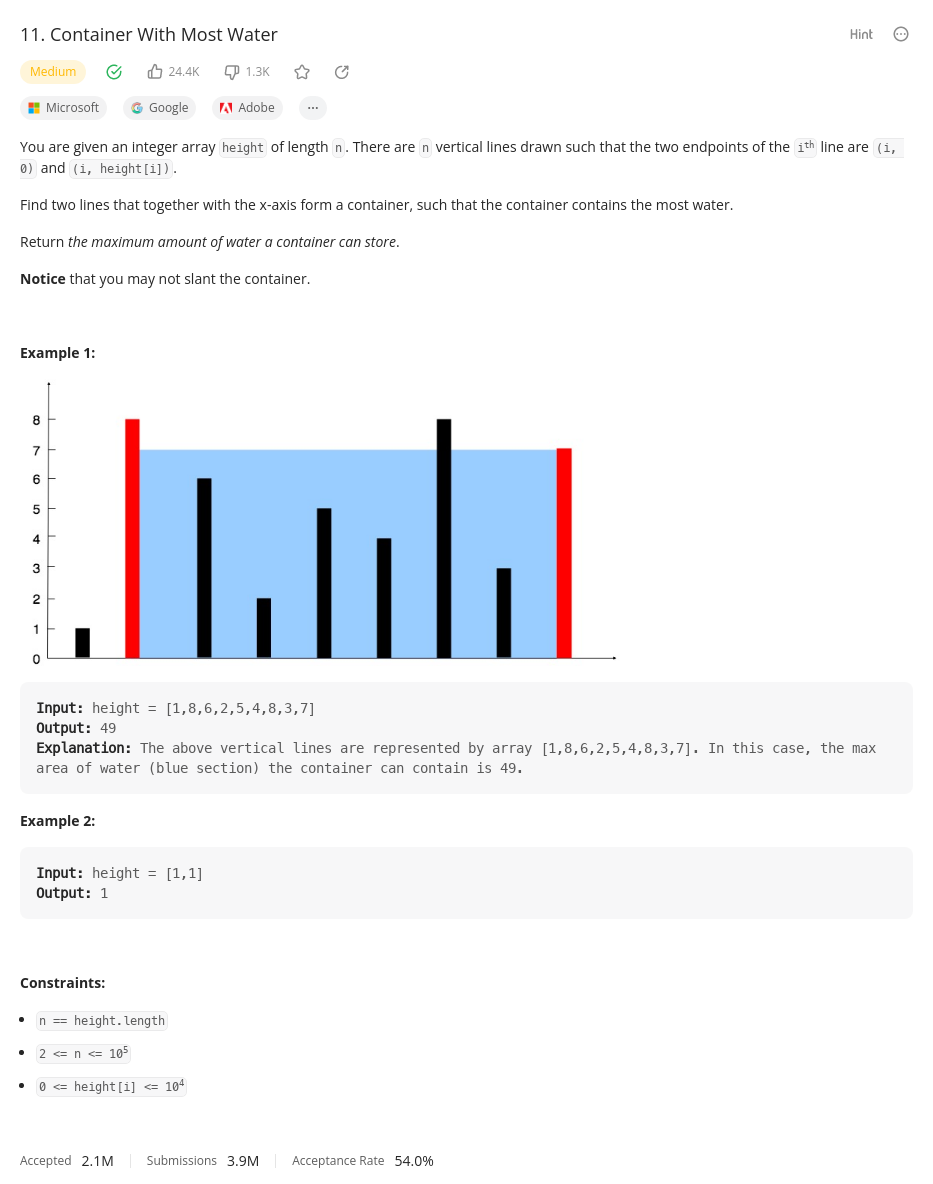 11. Container With Most Water
Hint
Medium
24.4K
1.3K
Microsoft
Google
Adobe
...
You are given an integer array height of length n. There are n vertical lines drawn such that the two endpoints of the ith line are (i,
0) and (i, height[i]).
Find two lines that together with the x-axis form a container, such that the container contains the most water.
Return the maximum amount of water a container can store.
Notice that you may not slant the container.
Example 1:
8
7
6
5
4
3
2
1
0
Input: height = [1,8,6,2,5,4,8,3,7]
Output: 49
Explanation: The above vertical lines are represented by array [1,8,6,2,5,4,8,3,7]. In this case, the max
area of water (blue section) the container can contain is 49.
Example 2:
Input: height = [1,1]
Output: 1
Constraints:
• n == height.length
• 2 <= n <= 10⁵
• 0 <= height[i] <= 10⁴
Accepted 2.1M Submissions 3.9M Acceptance Rate 54.0%